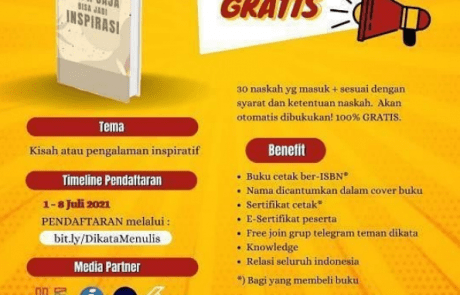 GRATIS
BISA JADI
INSPIRASI
30 naskah yg masuk + sesuai dengan
syarat dan ketentuan naskah. Akan
otomatis dibukukan! 100% GRATIS.
Tema
Kisah atau pengalaman inspiratif
Timeline Pendaftaran
1 - 8 Juli 2021
PENDAFTARAN melalui :
bit.ly/DikataMenulis
Media Partner
Benefit
• Buku cetak ber-ISBN*
• Nama dicantumkan dalam cover buku
• Sertifikat cetak*
• E-Sertifikat peserta
• Free join grup telegram teman dikata
• Knowledge
• Relasi seluruh indonesia
*) Bagi yang membeli buku